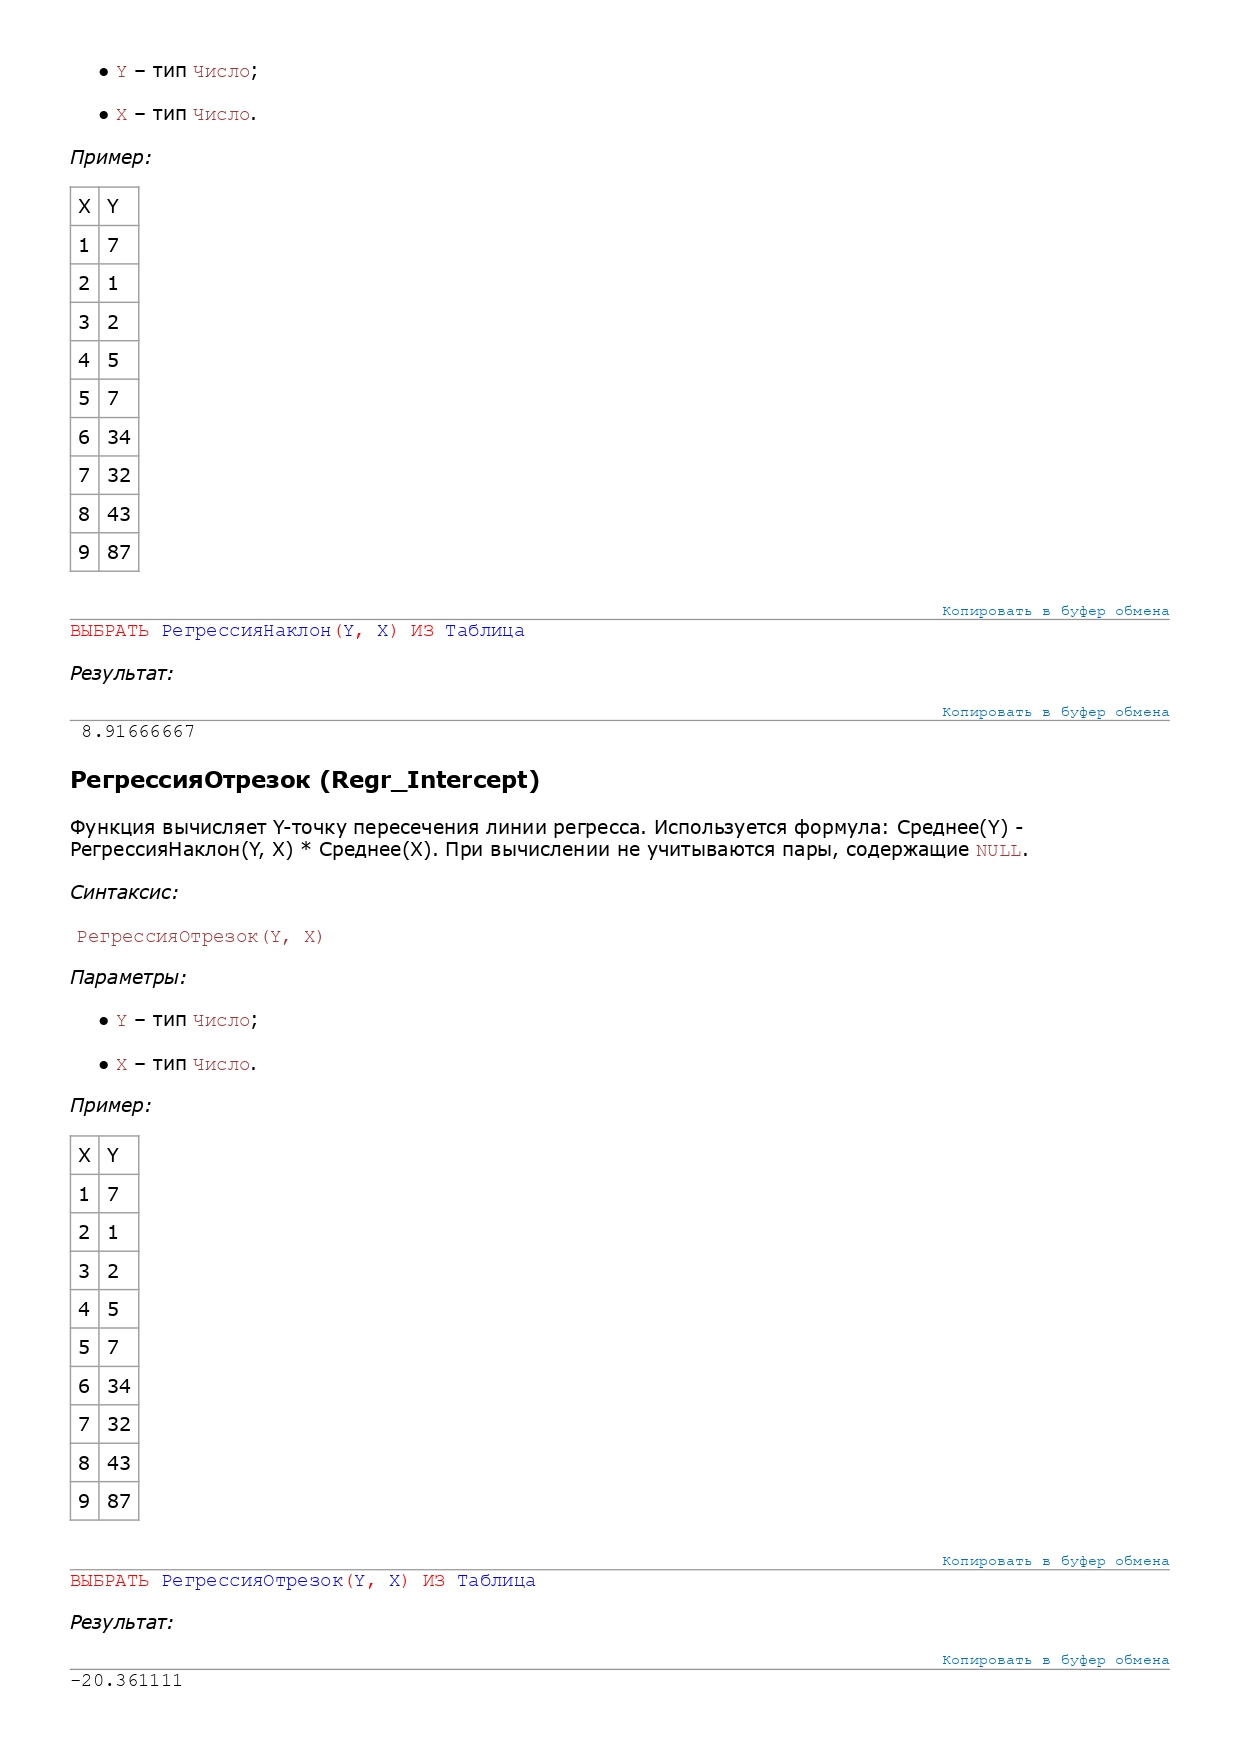 ● Y – тип Число;
● X – тип Число.
Пример:
X Y
1 7
2 1
3 2
4 5
5 7
6 34
7 32
8 43
9 87
Копировать в буфер обмена
ВЫБРАТЬ РегрессияНаклон(Y, X) ИЗ Таблица
Результат:
Копировать в буфер обмена
8.91666667
РегрессияОтрезок (Regr_Intercept)
Функция вычисляет Y-точку пересечения линии регресса. Используется формула: Среднее(Y) -
РегрессияНаклон(Y, X) * Среднее(X). При вычислении не учитываются пары, содержащие NULL.
Синтаксис:
РегрессияОтрезок(Y, X)
Параметры:
● Y – тип Число;
● X – тип Число.
Пример:
X Y
1 7
2 1
3 2
4 5
5 7
6 34
7 32
8 43
9 87
Копировать в буфер обмена
ВЫБРАТЬ РегрессияОтрезок(Y, X) ИЗ Таблица
Результат:
Копировать в буфер обмена
-20.361111